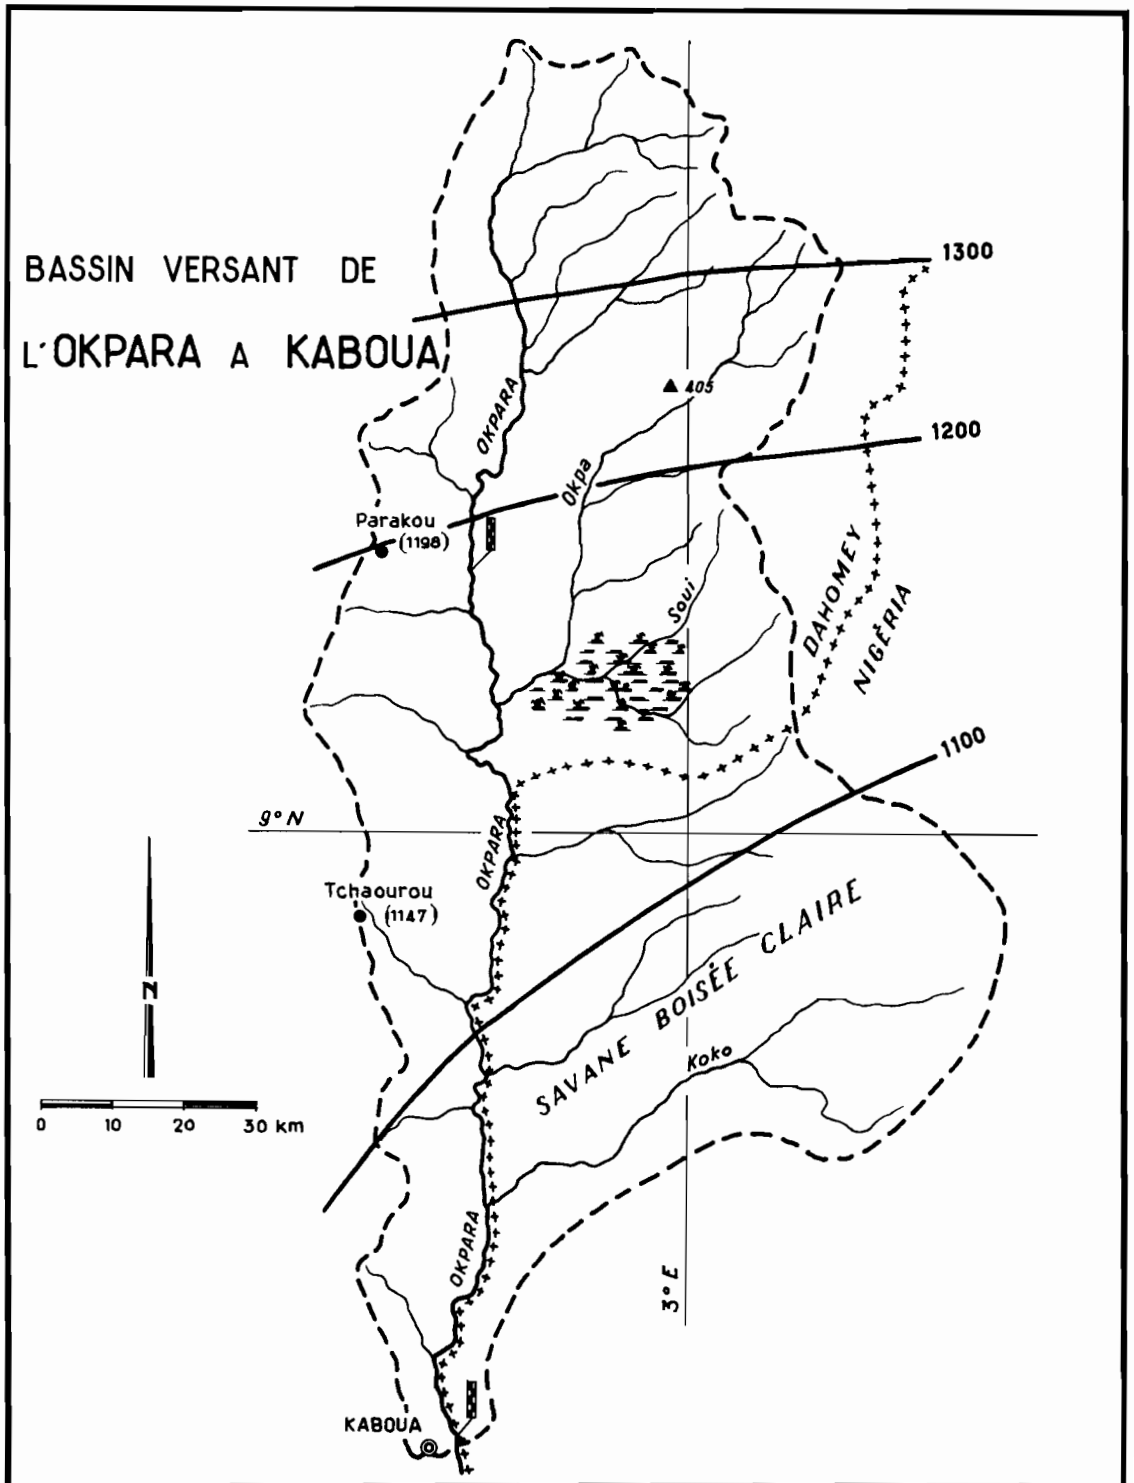 BASSIN VERSANT DE
L'OKPARA A KABOUA
1300
OKPARA
405
1200
Okpa
Parakou
(1198)
DAHOMEY
NIGÉRIA
Soui
1100
9° N
OKPARA
Tchaourou
(1147)
SAVANE BOISÉE CLAIRE
N
Koko
0 10 20 30 km
OKPARA
3° E
KABOUA